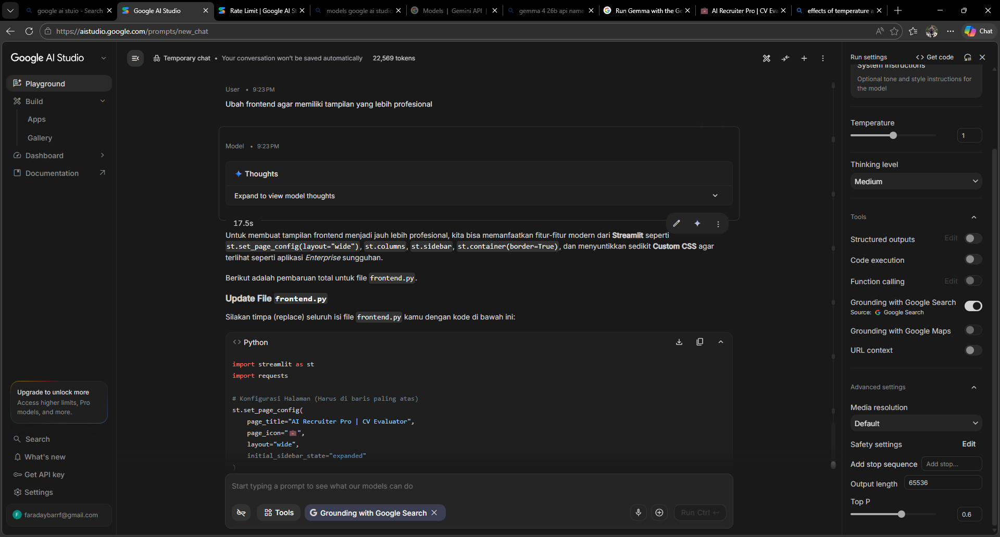 google ai stuio - Search
Google AI Studio
Rate Limit | Google AI St
models google ai studio
Models | Gemini API |
gemma 4 26b api name
Run Gemma with the Ge
AI Recruiter Pro | CV Eva
effects of temperature a
https://aistudio.google.com/prompts/new_chat
Chat
Google AI Studio
Playground
Build
Apps
Gallery
Dashboard
Documentation
Upgrade to unlock more
Access higher limits, Pro
models, and more.
Search
What's new
Get API key
Settings
F
faradaybarrf@gmail.com
Temporary chat • Your conversation won't be saved automatically 22,569 tokens
User • 9:23 PM
Ubah frontend agar memiliki tampilan yang lebih profesional
Model • 9:23 PM
Thoughts
Expand to view model thoughts
17.5s
Untuk membuat tampilan frontend menjadi jauh lebih profesional, kita bisa memanfaatkan fitur-fitur modern dari Streamlit seperti
st.set_page_config(layout="wide"), st.columns, st.sidebar, st.container(border=True), dan menyuntikkan sedikit Custom CSS agar
terlihat seperti aplikasi Enterprise sungguhan.
Berikut adalah pembaruan total untuk file frontend.py.
Update File frontend.py
Silakan timpa (replace) seluruh isi file frontend.py kamu dengan kode di bawah ini:
<> Python
import streamlit as st
import requests
# Konfigurasi Halaman (Harus di baris paling atas)
st.set_page_config(
page_title="AI Recruiter Pro | CV Evaluator",
page_icon="💼",
layout="wide",
initial_sidebar_state="expanded"
)
Start typing a prompt to see what our models can do
Tools
Grounding with Google Search
Run Ctrl ↵
Run settings
<> Get code
System instructions
Optional tone and style instructions for
the model
Temperature
1
Thinking level
Medium
Tools
Structured outputs
Edit
Code execution
Function calling
Edit
Grounding with Google Search
Source: Google Search
Grounding with Google Maps
URL context
Advanced settings
Media resolution
Default
Safety settings
Edit
Add stop sequence
Add stop...
Output length
65536
Top P
0.6